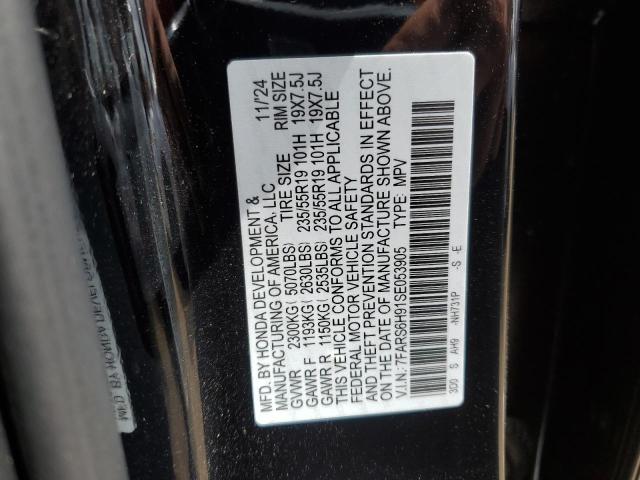 MFD. BY HONDA DEVELOPMENT & 11/'24
MANUFACTURING OF AMERICA, LLC TIRE SIZE RIM SIZE
GVWR 2300KG( 5070LBS) 235/55R19 101H 19X7.5J
GAWR F 1193KG( 2630LBS) 235/55R19 101H 19X7.5J
GAWR R 1150KG( 2535LBS)
THIS VEHICLE CONFORMS TO ALL APPLICABLE
FEDERAL MOTOR VEHICLE SAFETY
AND THEFT PREVENTION STANDARDS IN EFFECT
ON THE DATE OF MANUFACTURE SHOWN ABOVE.
V.I.N: 7FARS6H91SE053905 TYPE: MPV
3D0 S AH9 -NH731P -S -E